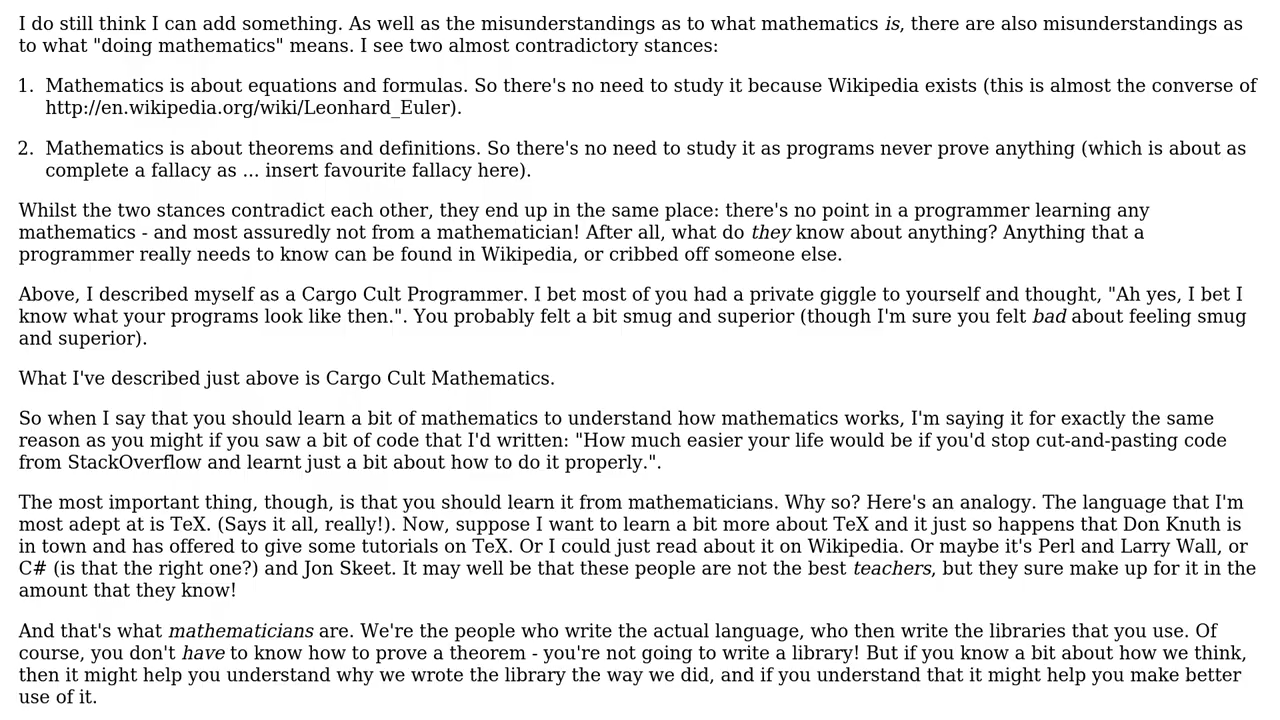 I do still think I can add something. As well as the misunderstandings as to what mathematics is, there are also misunderstandings as
to what "doing mathematics" means. I see two almost contradictory stances:
1. Mathematics is about equations and formulas. So there's no need to study it because Wikipedia exists (this is almost the converse of
http://en.wikipedia.org/wiki/Leonhard_Euler).
2. Mathematics is about theorems and definitions. So there's no need to study it as programs never prove anything (which is about as
complete a fallacy as ... insert favourite fallacy here).
Whilst the two stances contradict each other, they end up in the same place: there's no point in a programmer learning any
mathematics - and most assuredly not from a mathematician! After all, what do they know about anything? Anything that a
programmer really needs to know can be found in Wikipedia, or cribbed off someone else.
Above, I described myself as a Cargo Cult Programmer. I bet most of you had a private giggle to yourself and thought, "Ah yes, I bet I
know what your programs look like then.". You probably felt a bit smug and superior (though I'm sure you felt bad about feeling smug
and superior).
What I've described just above is Cargo Cult Mathematics.
So when I say that you should learn a bit of mathematics to understand how mathematics works, I'm saying it for exactly the same
reason as you might if you saw a bit of code that I'd written: "How much easier your life would be if you'd stop cut-and-pasting code
from StackOverflow and learnt just a bit about how to do it properly.".
The most important thing, though, is that you should learn it from mathematicians. Why so? Here's an analogy. The language that I'm
most adept at is TeX. (Says it all, really!). Now, suppose I want to learn a bit more about TeX and it just so happens that Don Knuth is
in town and has offered to give some tutorials on TeX. Or I could just read about it on Wikipedia. Or maybe it's Perl and Larry Wall, or
C# (is that the right one?) and Jon Skeet. It may well be that these people are not the best teachers, but they sure make up for it in the
amount that they know!
And that's what mathematicians are. We're the people who write the actual language, who then write the libraries that you use. Of
course, you don't have to know how to prove a theorem - you're not going to write a library! But if you know a bit about how we think,
then it might help you understand why we wrote the library the way we did, and if you understand that it might help you make better
use of it.